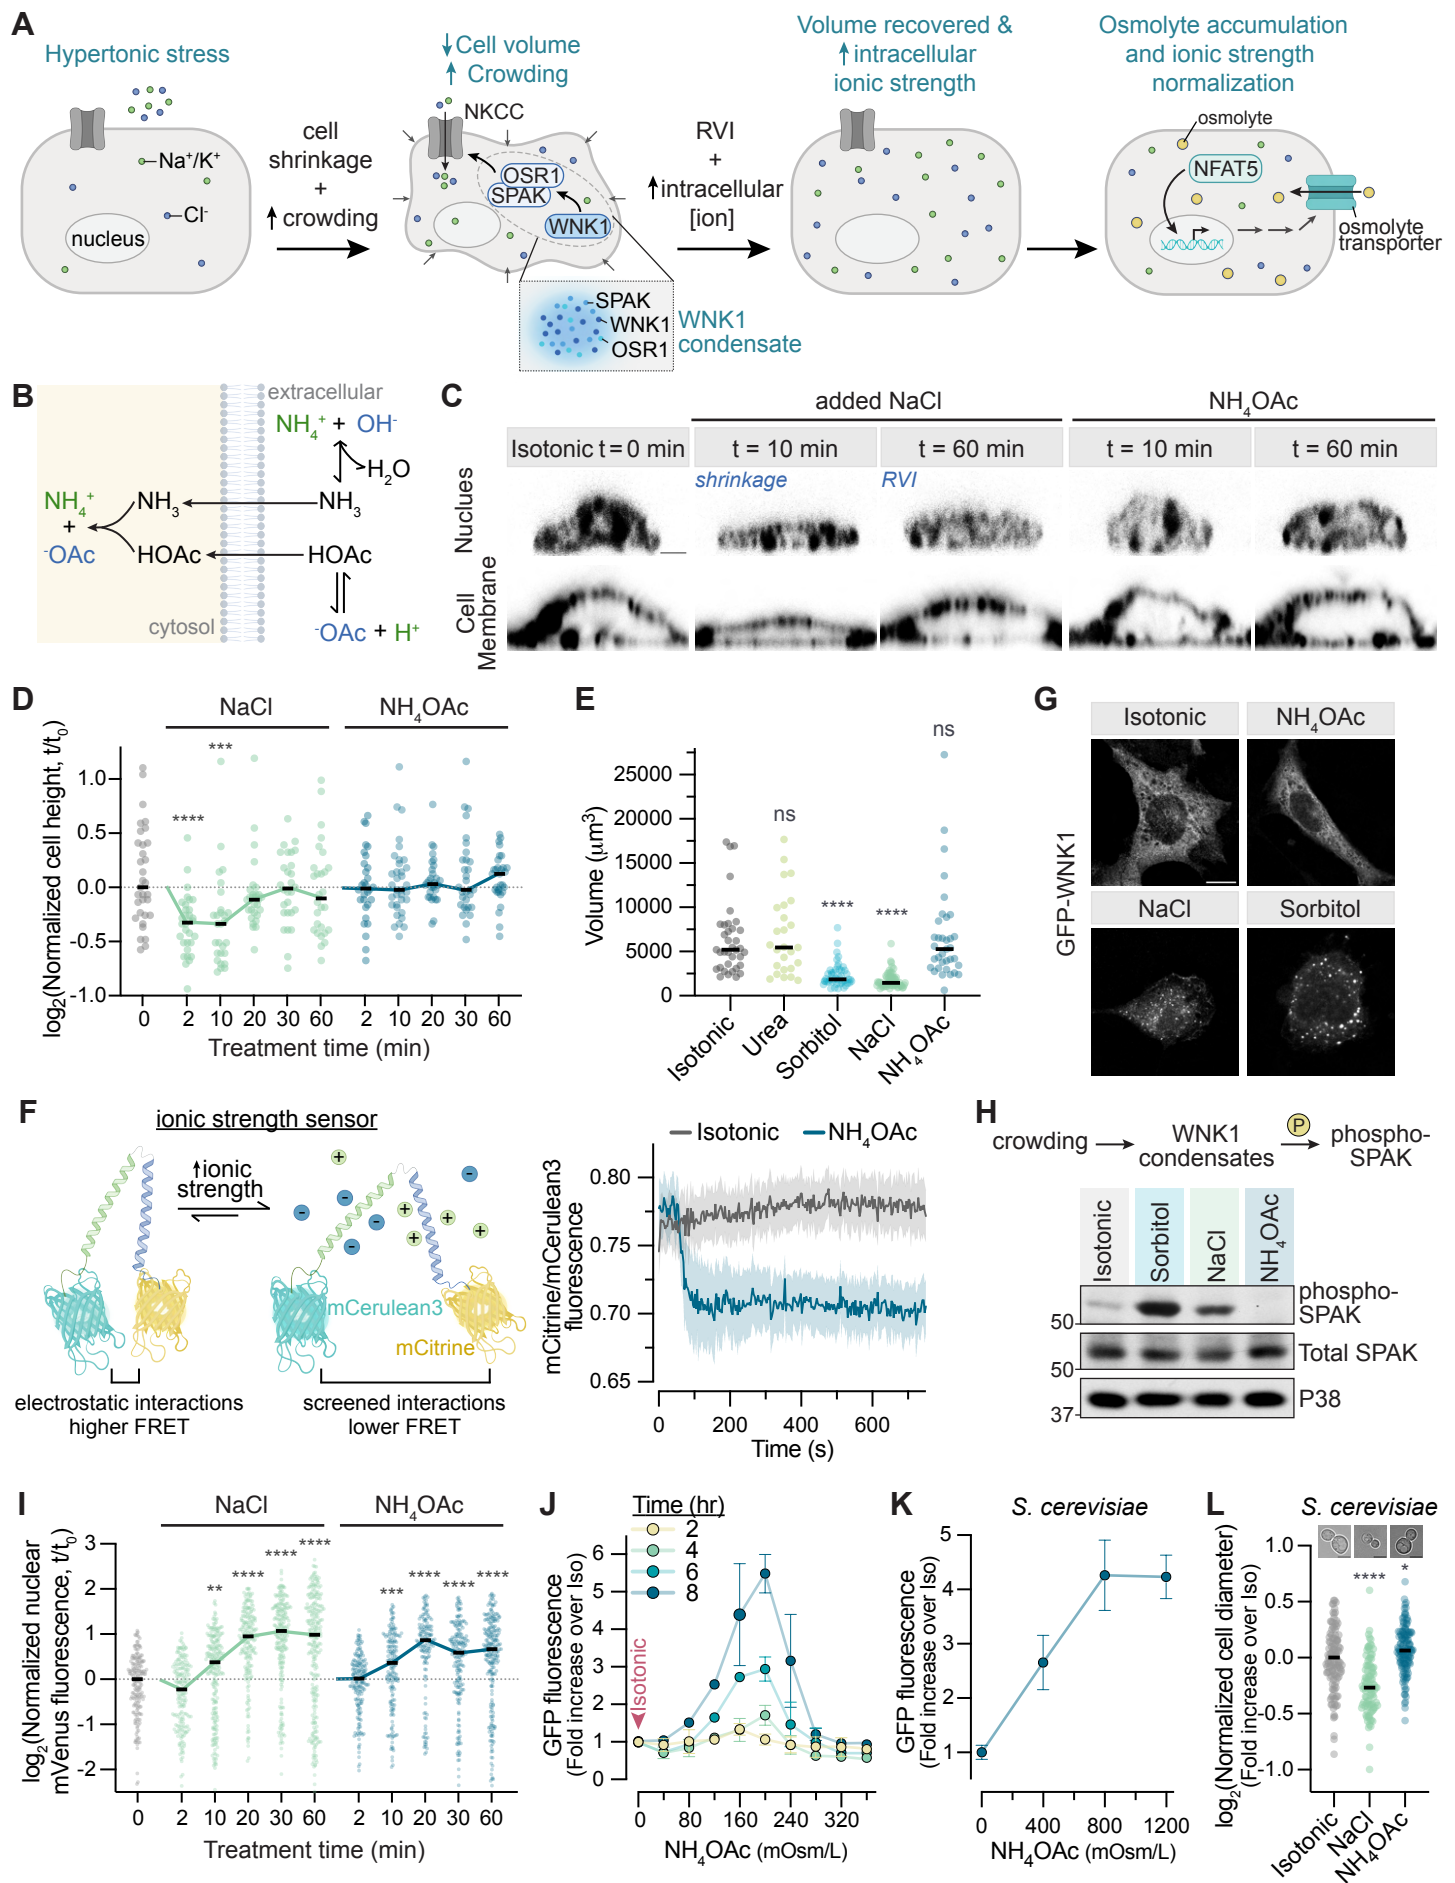 A
Hypertonic stress
Na⁺/K⁺
Cl⁻
nucleus
cell
shrinkage
+
↑ crowding
↓ Cell volume
↑ Crowding
NKCC
OSR1
SPAK
WNK1
SPAK
WNK1
OSR1
WNK1
condensate
RVI
+
↑ intracellular
[ion]
Volume recovered &
↑ intracellular
ionic strength
Osmolyte accumulation
and ionic strength
normalization
osmolyte
NFAT5
osmolyte
transporter
B
extracellular
NH₄⁺ + OH⁻
H₂O
NH₄⁺
+
⁻OAc
NH₃
NH₃
HOAc
HOAc
cytosol
⁻OAc + H⁺
C
added NaCl
NH₄OAc
Isotonic t = 0 min
t = 10 min
t = 60 min
t = 10 min
t = 60 min
shrinkage
RVI
Nuclues
Cell
Membrane
D
NaCl
NH₄OAc
log₂(Normalized cell height, t/t₀)
1.0
0.5
0.0
-0.5
-1.0
****
***
0 2 10 20 30 60 2 10 20 30 60
Treatment time (min)
E
Volume (μm³)
25000
20000
15000
10000
5000
0
ns
****
****
ns
Isotonic
Urea
Sorbitol
NaCl
NH₄OAc
G
GFP-WNK1
Isotonic
NH₄OAc
NaCl
Sorbitol
F
ionic strength sensor
↑ionic
strength
mCerulean3
mCitrine
electrostatic interactions
higher FRET
screened interactions
lower FRET
Isotonic
NH₄OAc
mCitrine/mCerulean3
fluorescence
0.80
0.75
0.70
0.65
0 200 400 600
Time (s)
H
crowding
WNK1
condensates
P
phospho-
SPAK
Isotonic
Sorbitol
NaCl
NH₄OAc
50
phospho-
SPAK
50
Total SPAK
37
P38
I
NaCl
NH₄OAc
log₂(Normalized nuclear
mVenus fluorescence, t/t₀)
3
2
1
0
-1
-2
**
****
****
****
***
****
****
****
0 2 10 20 30 60 2 10 20 30 60
Treatment time (min)
J
Time (hr)
2
4
6
8
Isotonic
GFP fluorescence
(Fold increase over Iso)
6
5
4
3
2
1
0
0 80 160 240 320
NH₄OAc (mOsm/L)
K
S. cerevisiae
GFP fluorescence
(Fold increase over Iso)
5
4
3
2
1
0 400 800 1200
NH₄OAc (mOsm/L)
L
S. cerevisiae
log₂(Normalized cell diameter)
(Fold increase over Iso)
1.0
0.5
0.0
-0.5
-1.0
****
*
Isotonic
NaCl
NH₄OAc